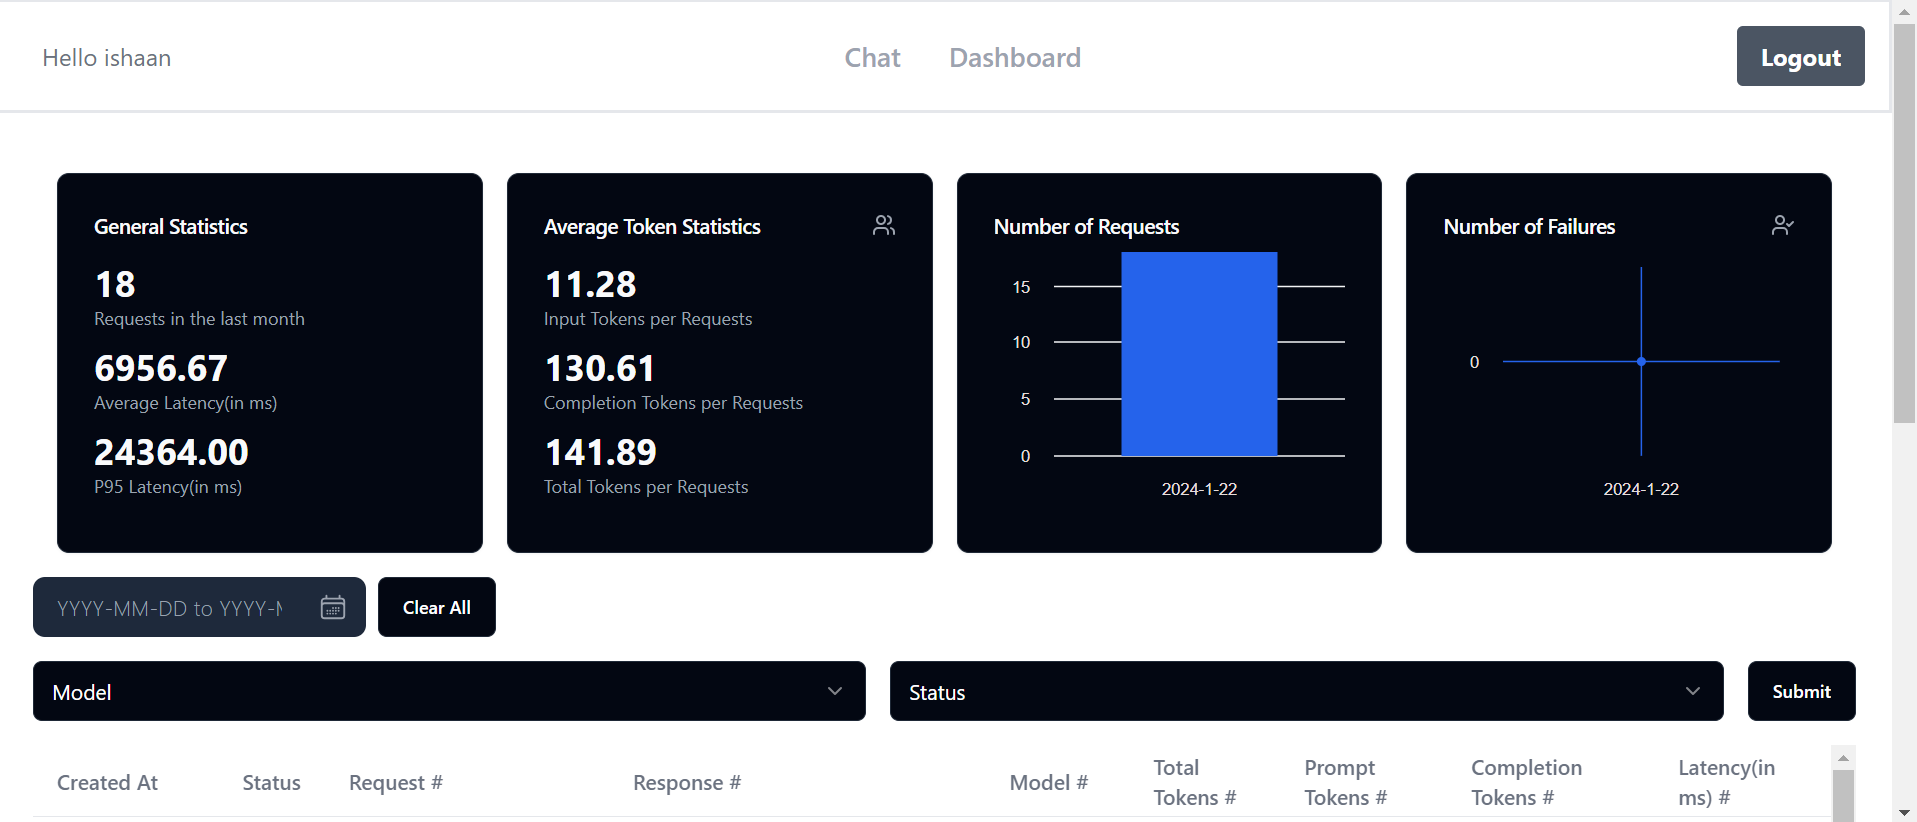 Hello ishaan
Chat
Dashboard
Logout
General Statistics
18
Requests in the last month
6956.67
Average Latency(in ms)
24364.00
P95 Latency(in ms)
Average Token Statistics
11.28
Input Tokens per Requests
130.61
Completion Tokens per Requests
141.89
Total Tokens per Requests
Number of Requests
15
10
5
0
2024-1-22
Number of Failures
0
2024-1-22
YYYY-MM-DD to YYYY-M
Clear All
Model
Status
Submit
Created At
Status
Request #
Response #
Model #
Total
Tokens #
Prompt
Tokens #
Completion
Tokens #
Latency(in
ms) #